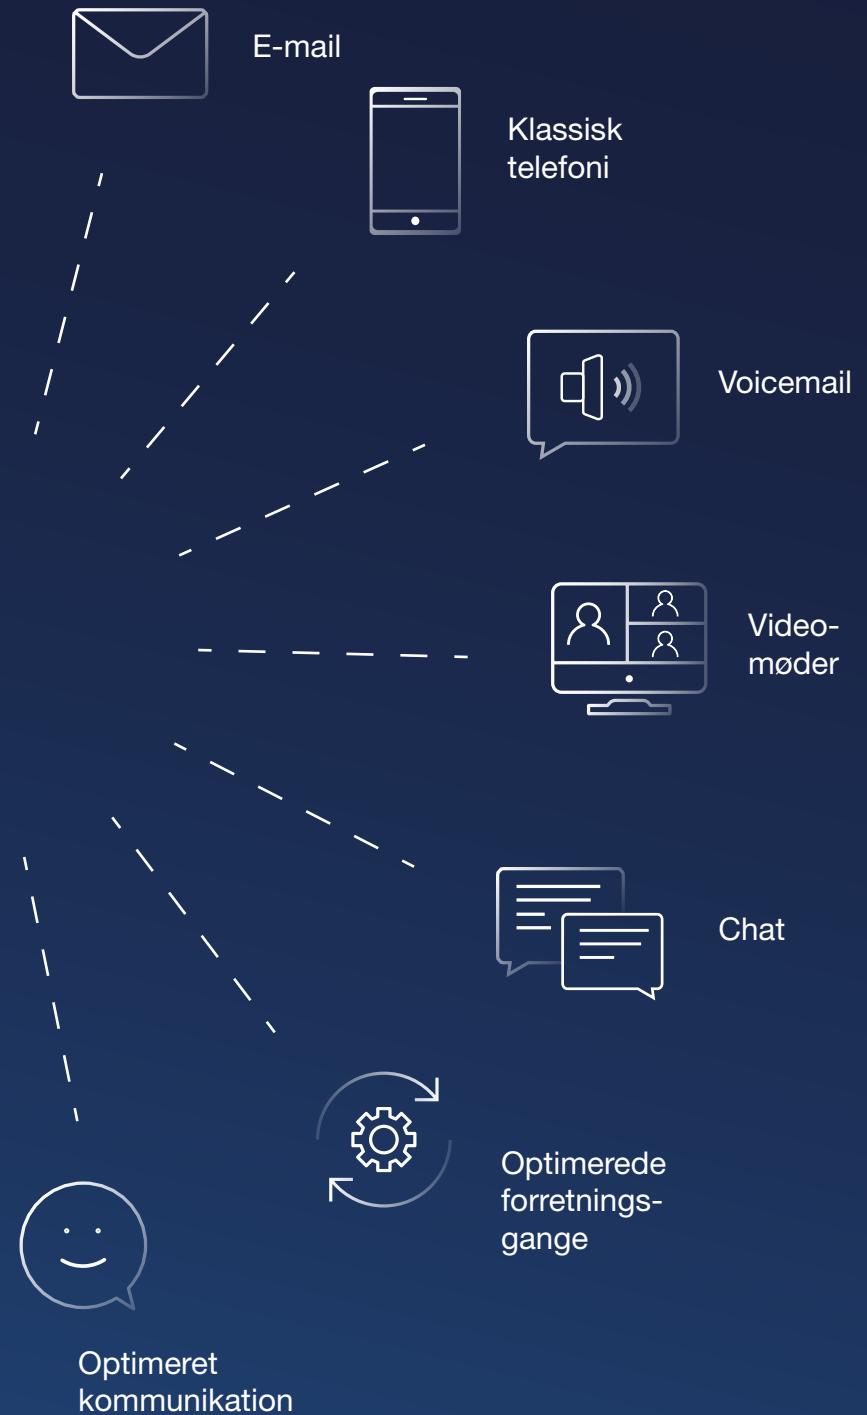 E-mail
Klassisk
telefoni
Voicemail
Video-
møder
Chat
Optimerede
forretnings-
gange
Optimeret
kommunikation